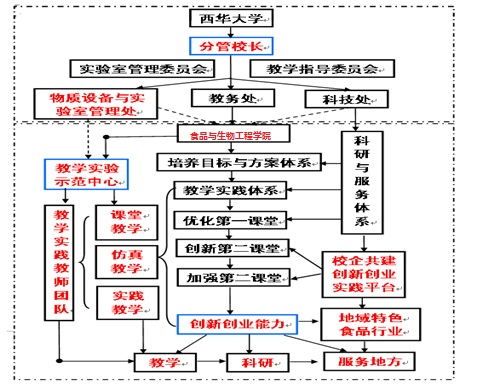 西华大学
分管校长
实验室管理委员会
教学指导委员会
物质设备与实
验室管理处
教务处
科技处
食品与生物工程学院
教学实验
示范中心
培养目标与方案体系
科研与服务体系
教学实践体系
教学实践教师团队
课堂
教学
优化第一课堂
仿真
教学
创新第二课堂
校企共建
创新创业
实践平台
加强第二课堂
实践
教学
创新创业能力
地域特色
食品行业
教学
科研
服务地方